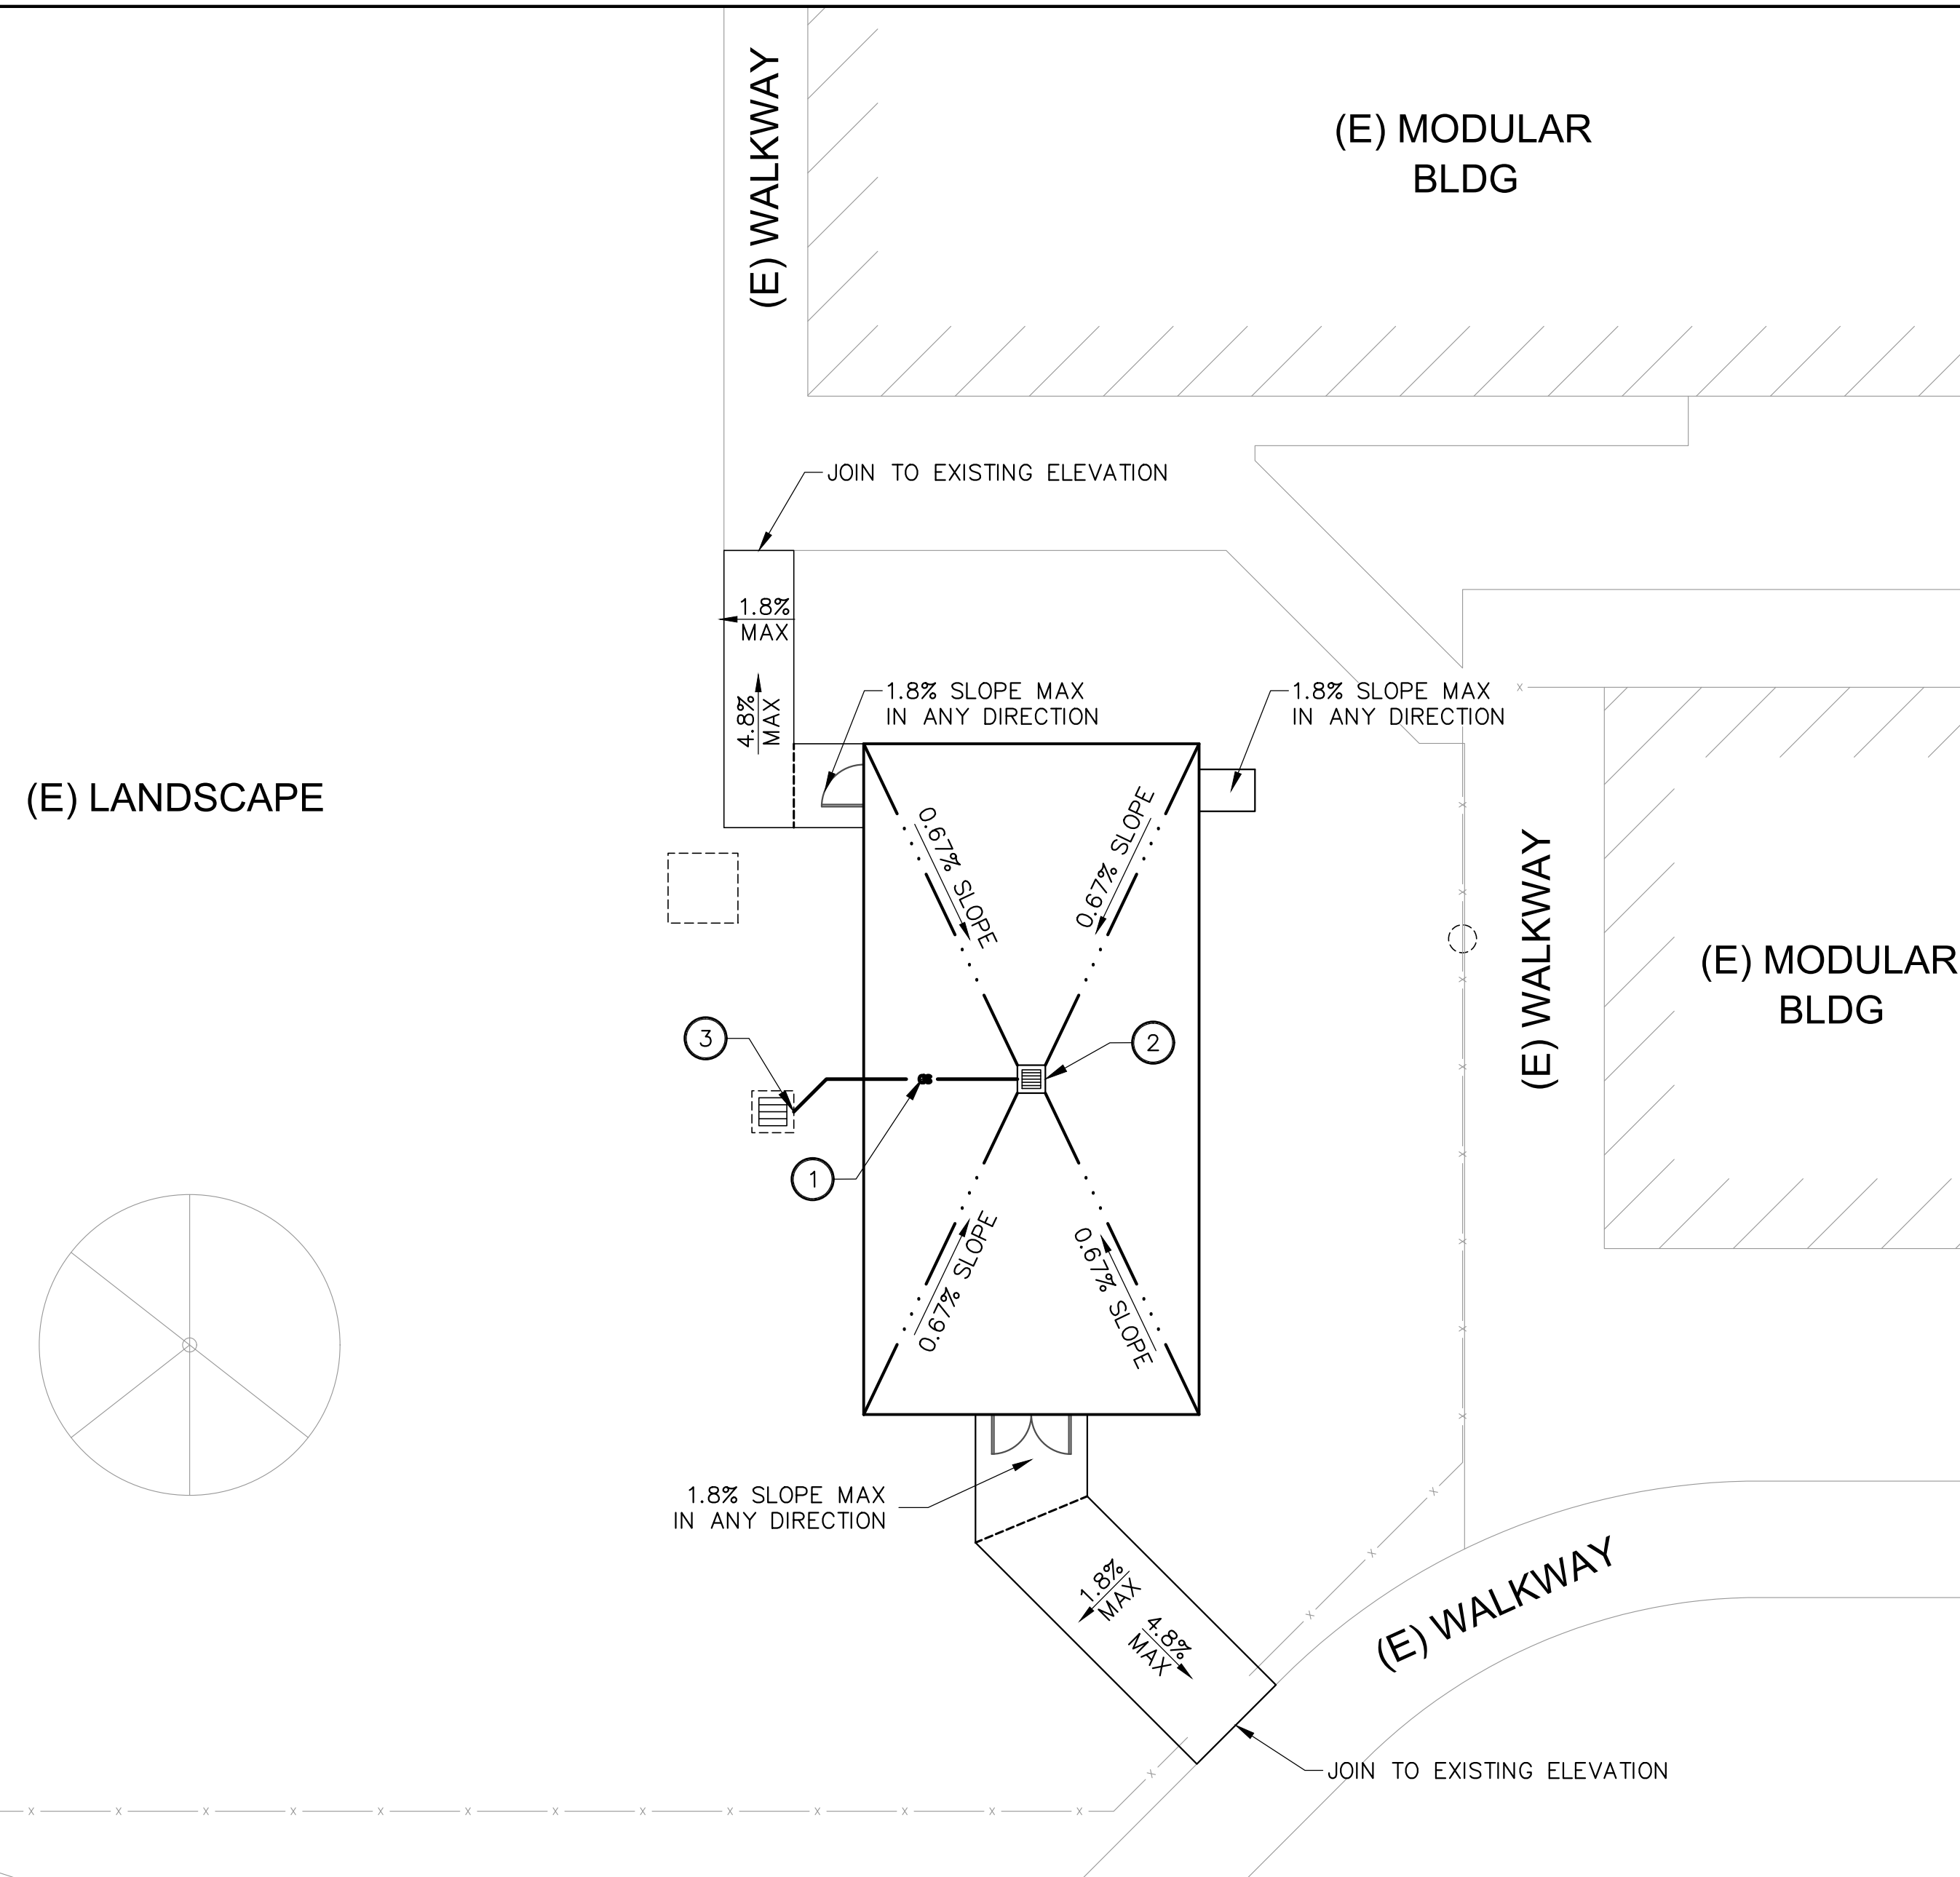 (E) WALKWAY
(E) MODULAR
BLDG
JOIN TO EXISTING ELEVATION
1.8%
MAX
4.8%
MAX
1.8% SLOPE MAX
IN ANY DIRECTION
1.8% SLOPE MAX
IN ANY DIRECTION
X
(E) LANDSCAPE
0.67% SLOPE
0.67% SLOPE
(E) WALKWAY
(E) MODULAR
BLDG
3
2
1
0.67% SLOPE
0.67% SLOPE
1.8% SLOPE MAX
IN ANY DIRECTION
1.8%
MAX
4.8%
MAX
(E) WALKWAY
JOIN TO EXISTING ELEVATION
X X X X X X X X X X X X X